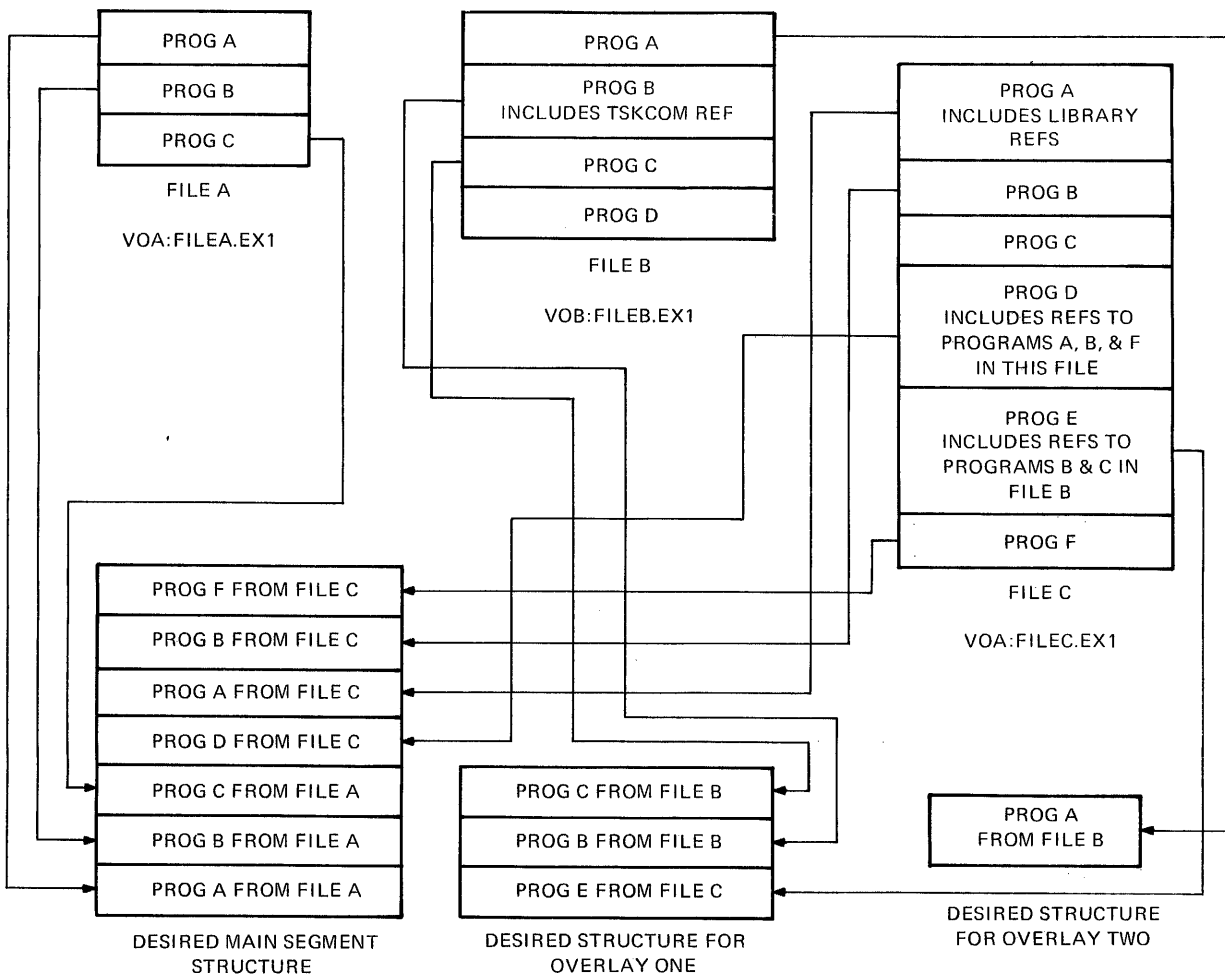 PROG A
PROG B
PROG C
FILE A
VOA:FILEA.EX1
PROG A
PROG B
INCLUDES TSKCOM REF
PROG C
PROG D
FILE B
VOB:FILEB.EX1
PROG A
INCLUDES LIBRARY
REFS
PROG B
PROG C
PROG D
INCLUDES REFS TO
PROGRAMS A, B, & F
IN THIS FILE
PROG E
INCLUDES REFS TO
PROGRAMS B & C IN
FILE B
PROG F
FILE C
VOA:FILEC.EX1
PROG F FROM FILE C
PROG B FROM FILE C
PROG A FROM FILE C
PROG D FROM FILE C
PROG C FROM FILE A
PROG B FROM FILE A
PROG A FROM FILE A
DESIRED MAIN SEGMENT
STRUCTURE
PROG C FROM FILE B
PROG B FROM FILE B
PROG E FROM FILE C
DESIRED STRUCTURE FOR
OVERLAY ONE
PROG A
FROM FILE B
DESIRED STRUCTURE
FOR OVERLAY TWO